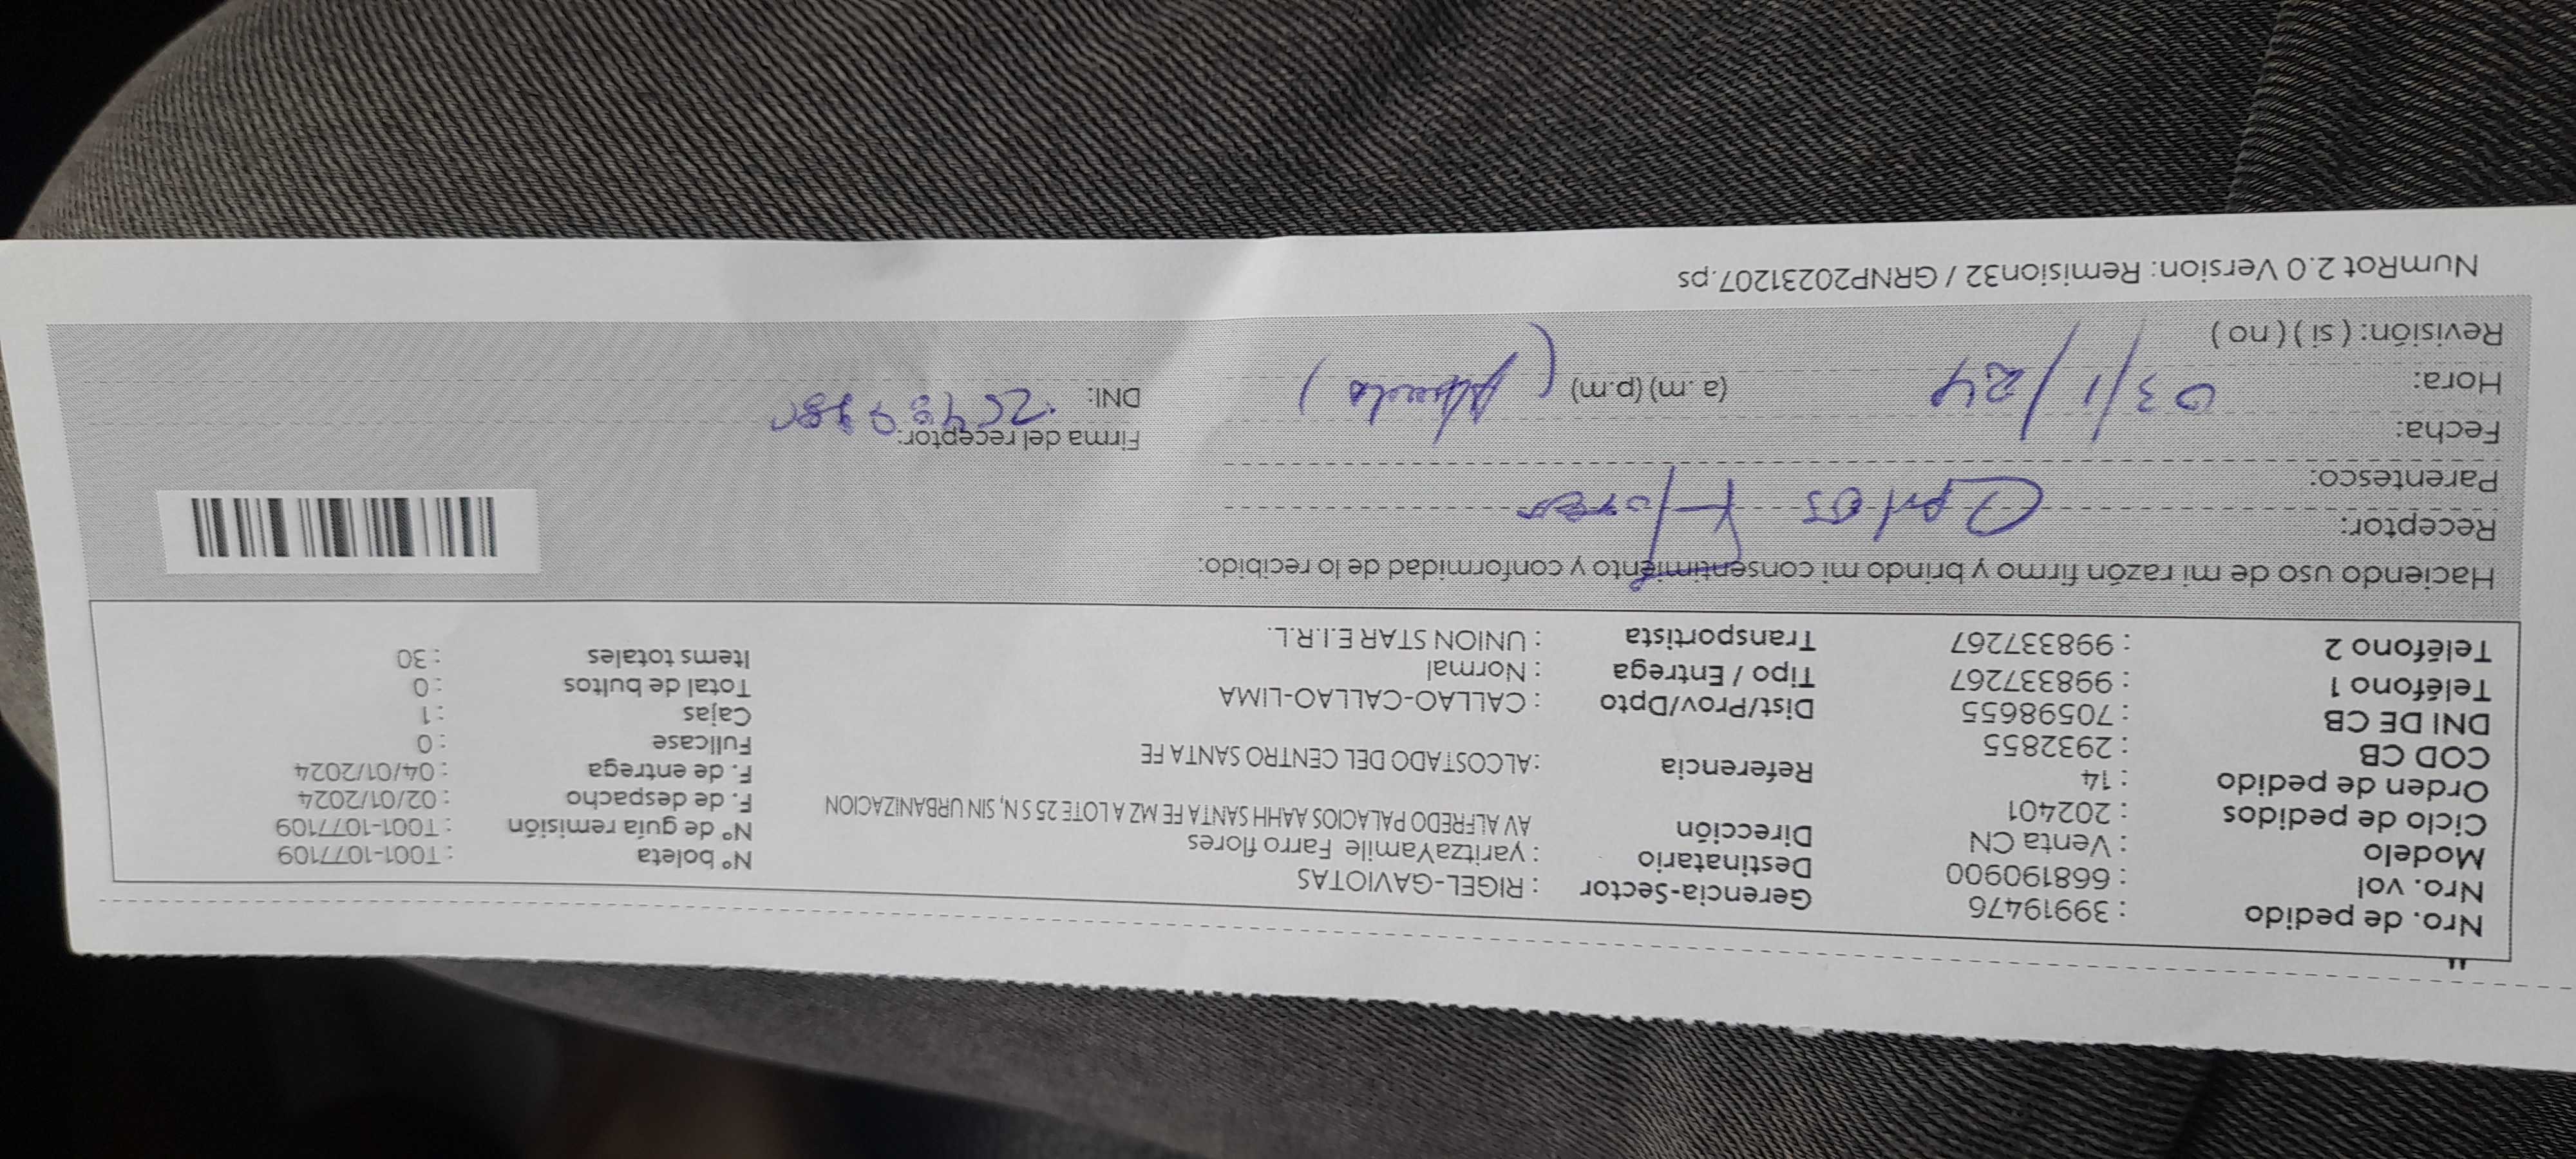 Nro. de pedido : 39919476 Gerencia-Sector : RIGEL-GAVIOTAS Nº boleta : T001-1077109
Nro. vol : 668190900 Destinatario : yaritzaYamile Farro flores Nº de guia remisión : T001-1077109
Modelo : Venta CN Dirección : AV ALFREDO PALACIOS AAHH SANTA FE MZ A LOTE 25 S N, SIN URBANIZACION F. de despacho : 02/01/2024
Ciclo de pedidos : 202401 F. de entrega : 04/01/2024
Orden de pedido : 14 Referencia :ALCOSTADO DEL CENTRO SANTA FE Fullcase : 0
COD CB : 2932855 Cajas : 1
DNI DE CB : 70598655 Dist/Prov/Dpto : CALLAO-CALLAO-LIMA Total de bultos : 0
Teléfono 1 : 998337267 Tipo / Entrega : Normal Items totales : 30
Teléfono 2 : 998337267 Transportista : UNION STAR E.I.R.L.
Haciendo uso de mi razón firmo y brindo mi consentimiento y conformidad de lo recibido:
Receptor: Carlos Flores
Parentesco:
Fecha: Firma del receptor:
Hora: 03/1/24 (a.m) (p.m) (Abuelo) DNI:
Revisión: ( si ) ( no )
NumRot 2.0 Version: Remision32 / GRNP20231207.ps